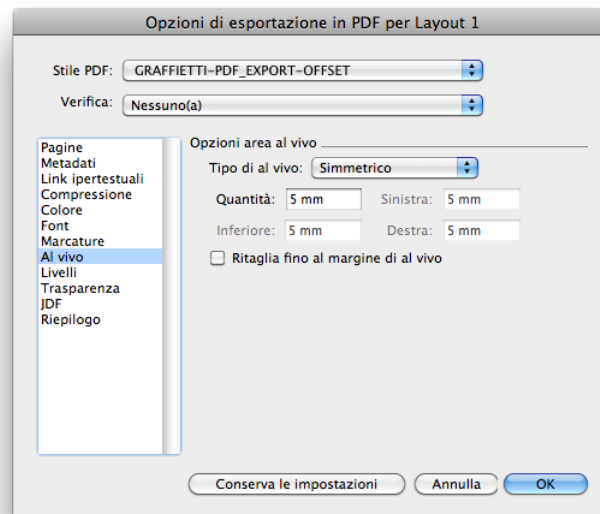 Opzioni di esportazione in PDF per Layout 1
Stile PDF: GRAFFIETTI-PDF_EXPORT-OFFSET
Verifica: Nessuno(a)
Pagine
Metadati
Link ipertestuali
Compressione
Colore
Font
Marcature
Al vivo
Livelli
Trasparenza
JDF
Riepilogo
Opzioni area al vivo
Tipo di al vivo: Simmetrico
Quantità: 5 mm Sinistra: 5 mm
Inferiore: 5 mm Destra: 5 mm
Ritaglia fino al margine di al vivo
Conserva le impostazioni Annulla OK